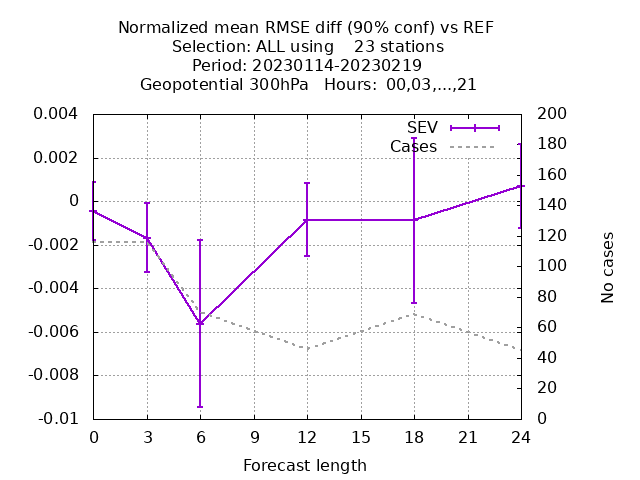 Normalized mean RMSE diff (90% conf) vs REF
Selection: ALL using    23 stations
Period: 20230114-20230219
Geopotential 300hPa   Hours:  00,03,...,21
0.004
0.002
0
-0.002
-0.004
-0.006
-0.008
-0.01
SEV
Cases
200
180
160
140
120
100
80
60
40
20
0
No cases
0 3 6 9 12 15 18 21 24
Forecast length